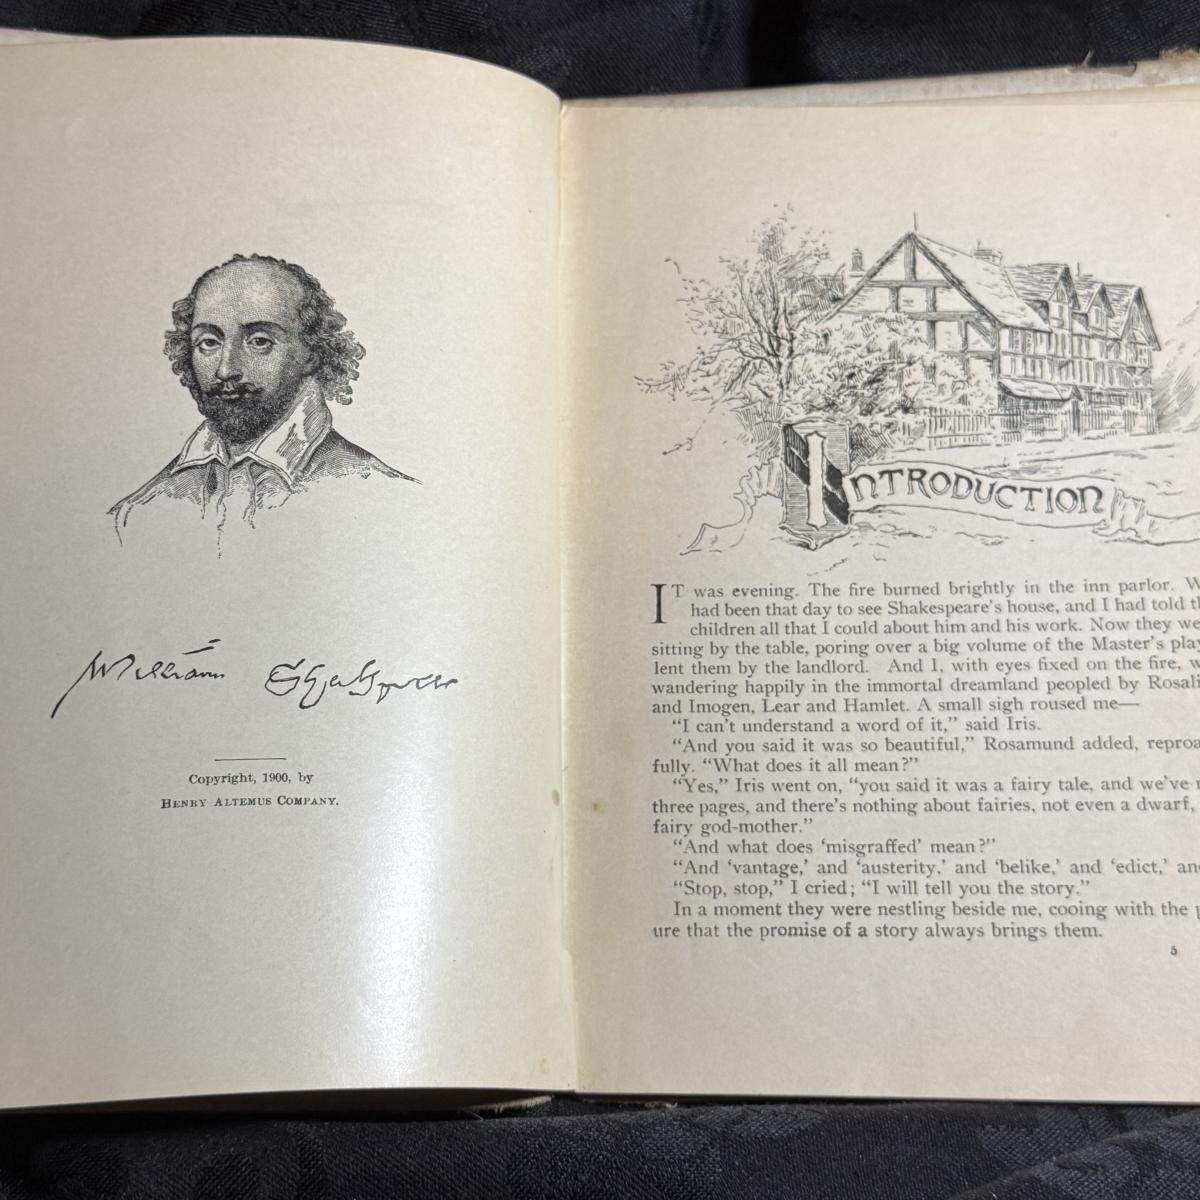 William Shakspere
Copyright, 1900, by
HENRY ALTEMUS COMPANY.
INTRODUCTION
IT was evening. The fire burned brightly in the inn parlor.
had been that day to see Shakespeare's house, and I had told
children all that I could about him and his work. Now they
sitting by the table, poring over a big volume of the Master's
lent them by the landlord. And I, with eyes fixed on the fire,
wandering happily in the immortal dreamland peopled by
and Imogen, Lear and Hamlet. A small sigh roused me—
“I can't understand a word of it,” said Iris.
“And you said it was so beautiful,” Rosamund added,
fully. “What does it all mean?”
“Yes,” Iris went on, “you said it was a fairy tale, and we've
three pages, and there's nothing about fairies, not even a dwarf,
fairy god-mother.”
“And what does ‘misgraffed’ mean?”
“And ‘vantage,’ and ‘austerity,’ and ‘belike,’ and ‘edict,’
“Stop, stop,” I cried; “I will tell you the story.”
In a moment they were nestling beside me, cooing with the
ure that the promise of a story always brings them.
5